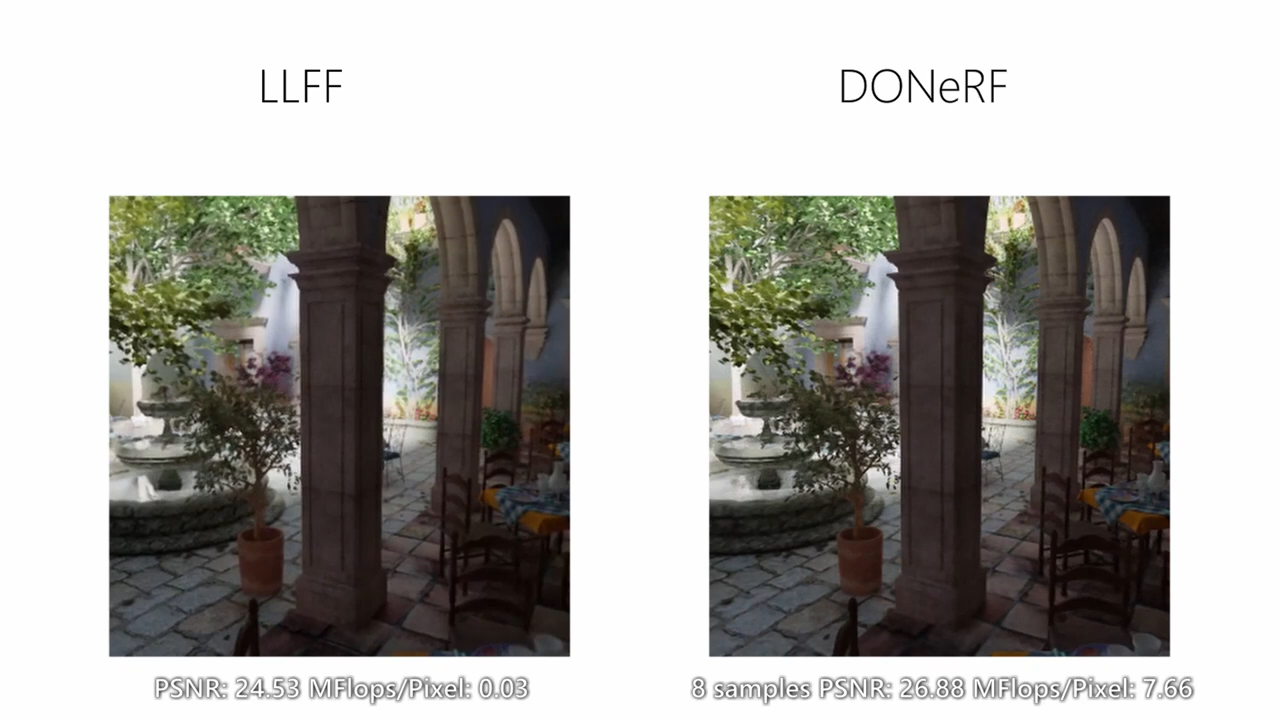 LLFF
DONeRF
PSNR: 24.53 MFlops/Pixel: 0.03
8 samples PSNR: 26.88 MFlops/Pixel: 7.66